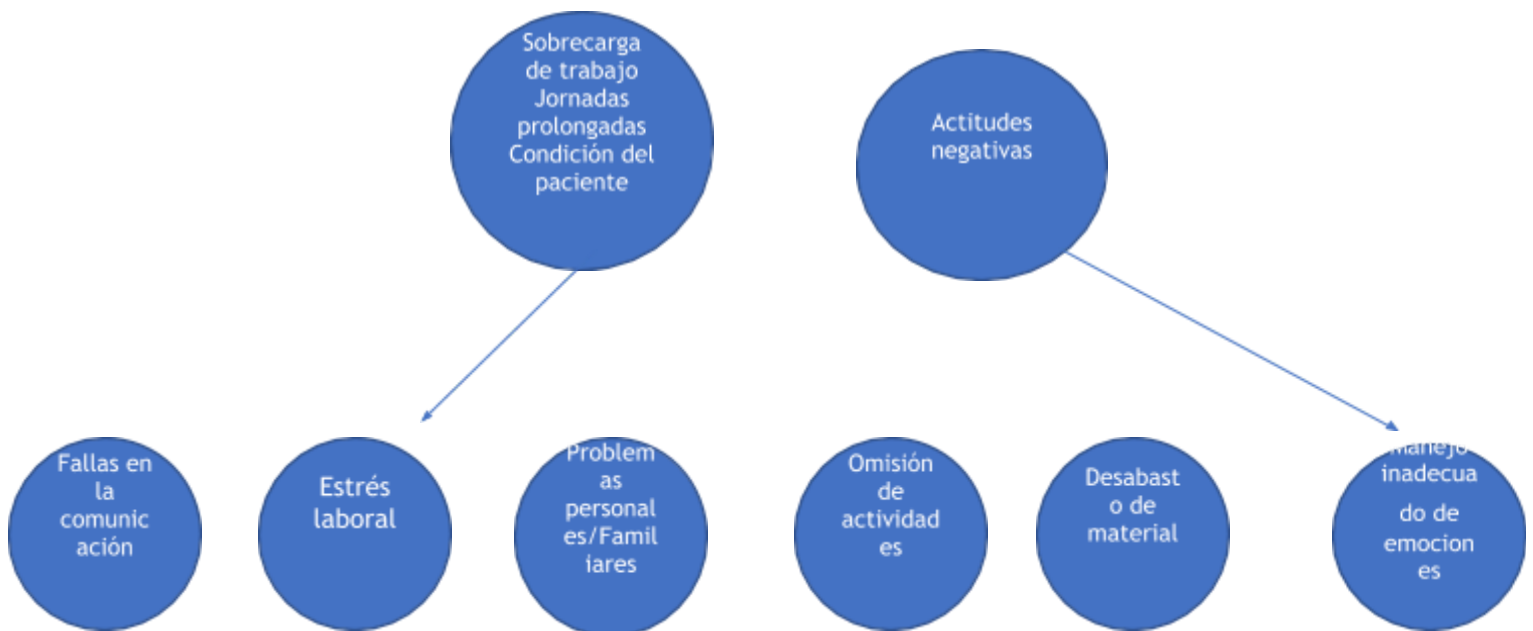 Sobrecarga
de trabajo
Jornadas
prolongadas
Condición del
paciente
Actitudes
negativas
Fallas en
la
comunic
ación
Estrés
laboral
Problem
as
personal
es/Famil
iares
Omisión
de
actividad
es
Desabast
o de
material
Manejo
inadecua
do de
emocion
es